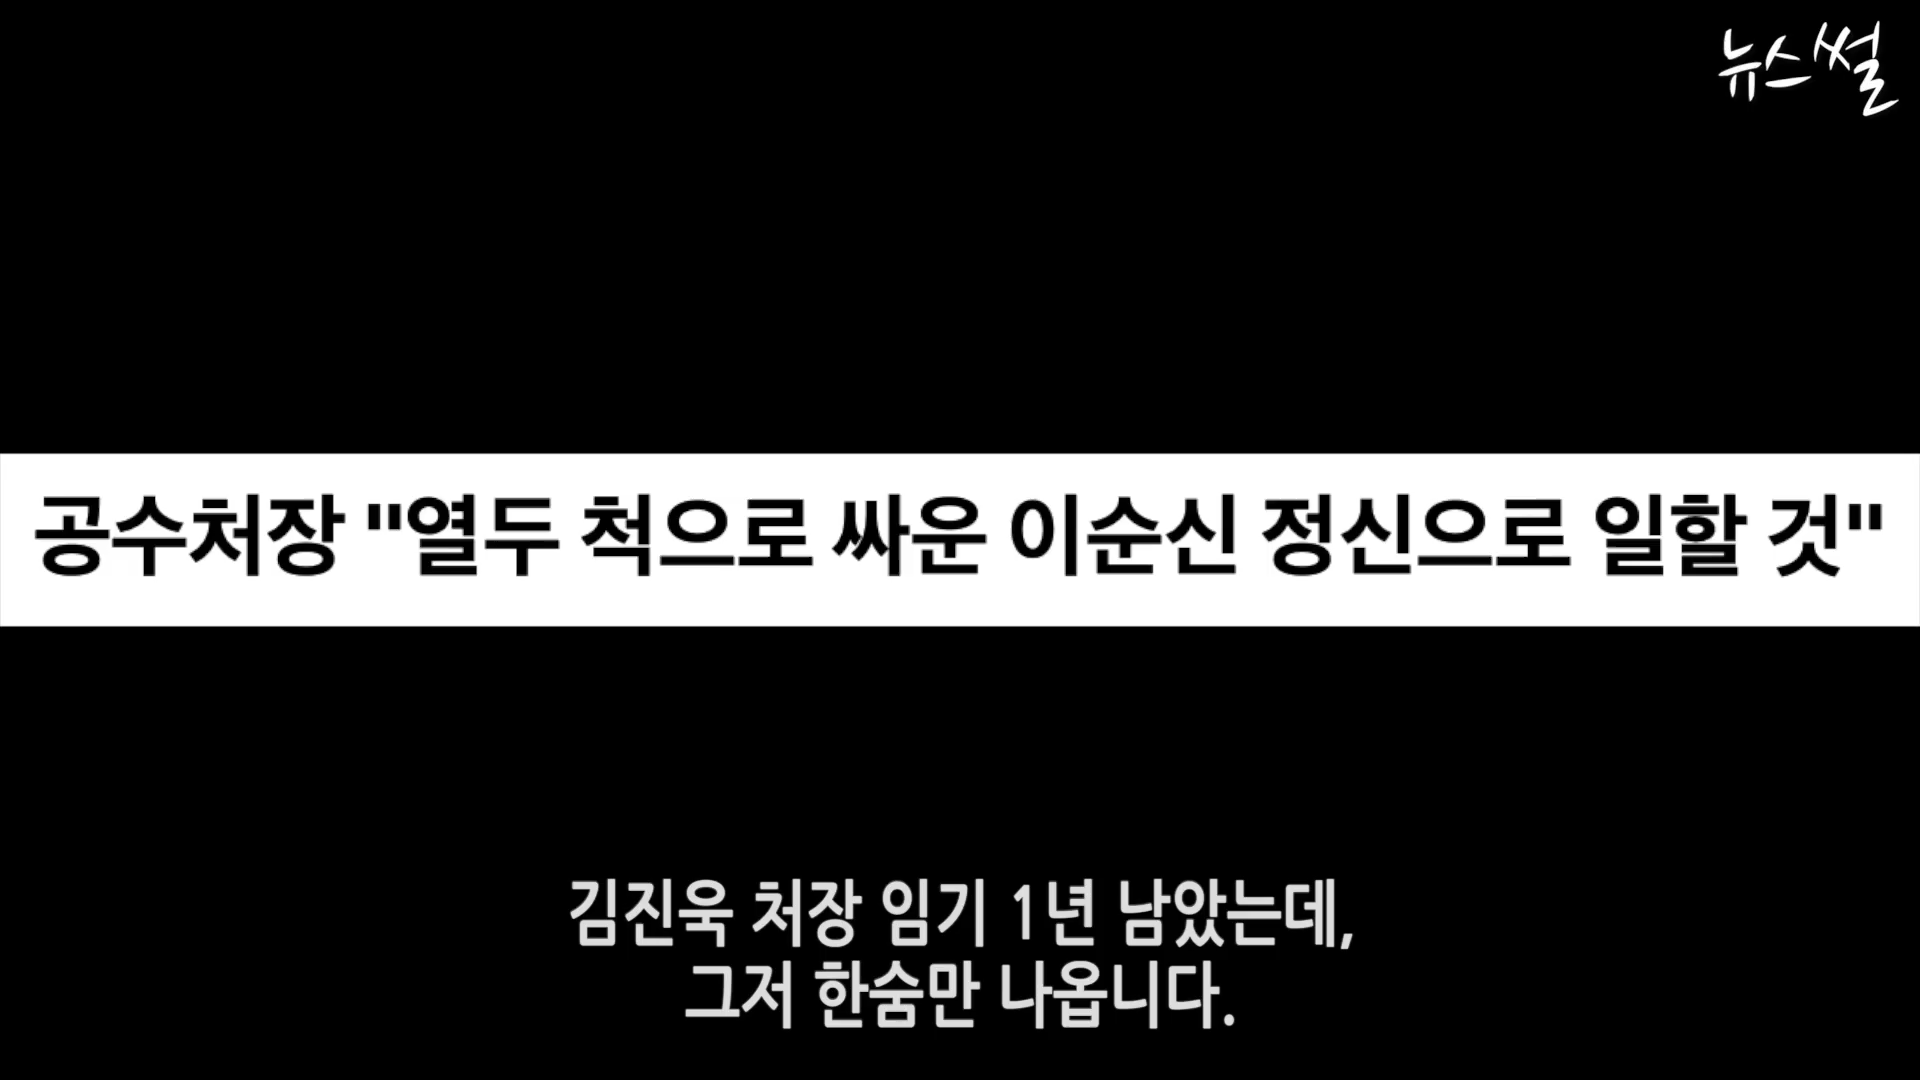 뉴스썰
공수처장 "열두 척으로 싸운 이순신 정신으로 일할 것"
김진욱 처장 임기 1년 남았는데,
그저 한숨만 나옵니다.